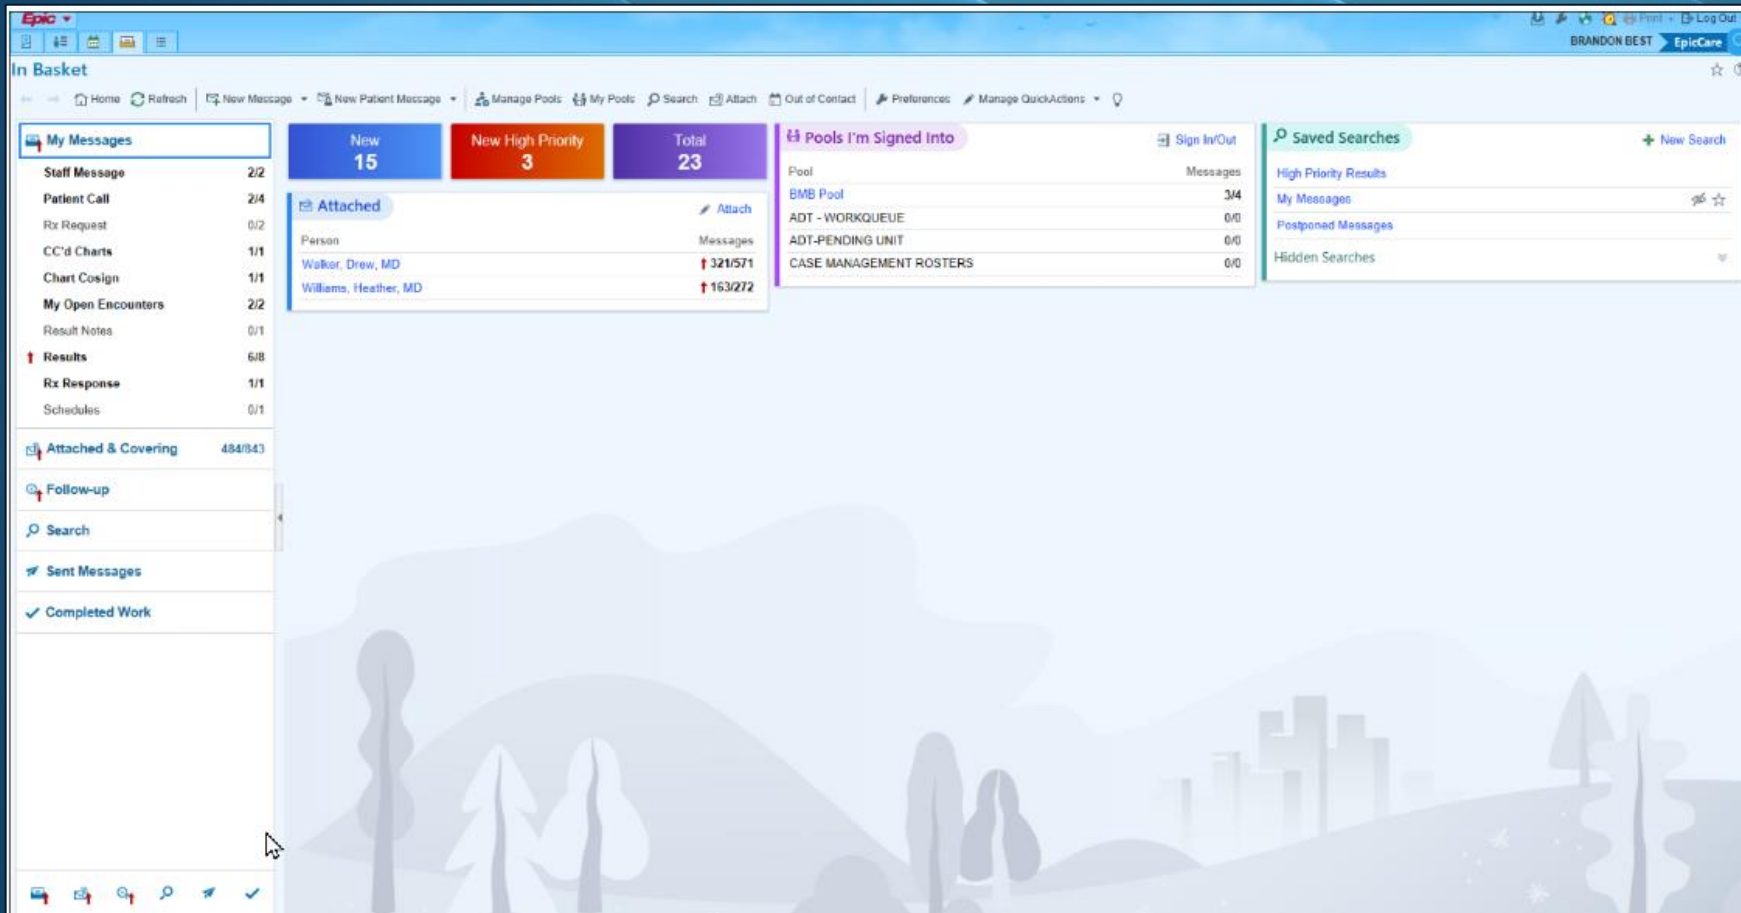 Epic
Print
Log Out
BRANDON BEST
EpicCare
In Basket
Home Refresh New Message New Patient Message Manage Pools My Pools Search Attach Out of Contact Preferences Manage QuickActions
My Messages
Staff Message 2/2
Patient Call 2/4
Rx Request 0/2
CC'd Charts 1/1
Chart Cosign 1/1
My Open Encounters 2/2
Result Notes 0/1
Results 6/8
Rx Response 1/1
Schedules 0/1
Attached & Covering 484/843
Follow-up
Search
Sent Messages
Completed Work
New
15
New High Priority
3
Total
23
Attached Attach
Person Messages
Walker, Drew, MD 321/571
Williams, Heather, MD 163/272
Pools I'm Signed Into Sign In/Out
Pool Messages
BMB Pool 3/4
ADT - WORKQUEUE 0/0
ADT-PENDING UNIT 0/0
CASE MANAGEMENT ROSTERS 0/0
Saved Searches New Search
High Priority Results
My Messages
Postponed Messages
Hidden Searches